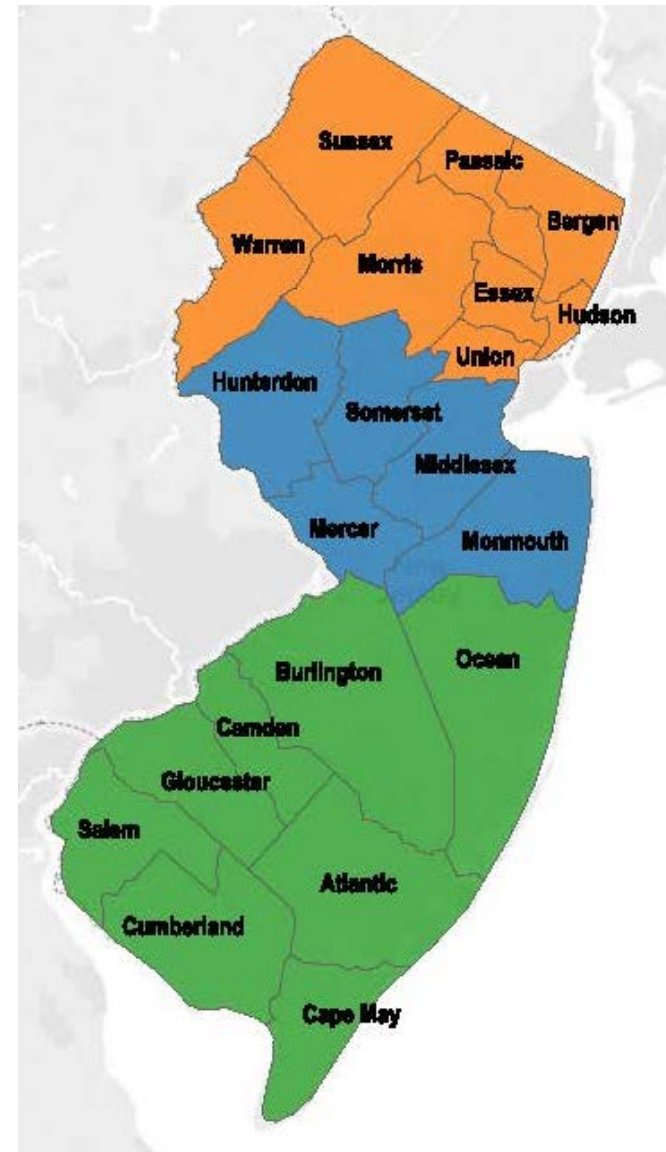 Sussex
Passaic
Bergen
Warren
Morris
Essex
Hudson
Union
Hunterdon
Somerset
Middlesex
Mercer
Monmouth
Ocean
Burlington
Camden
Gloucester
Salem
Atlantic
Cumberland
Cape May